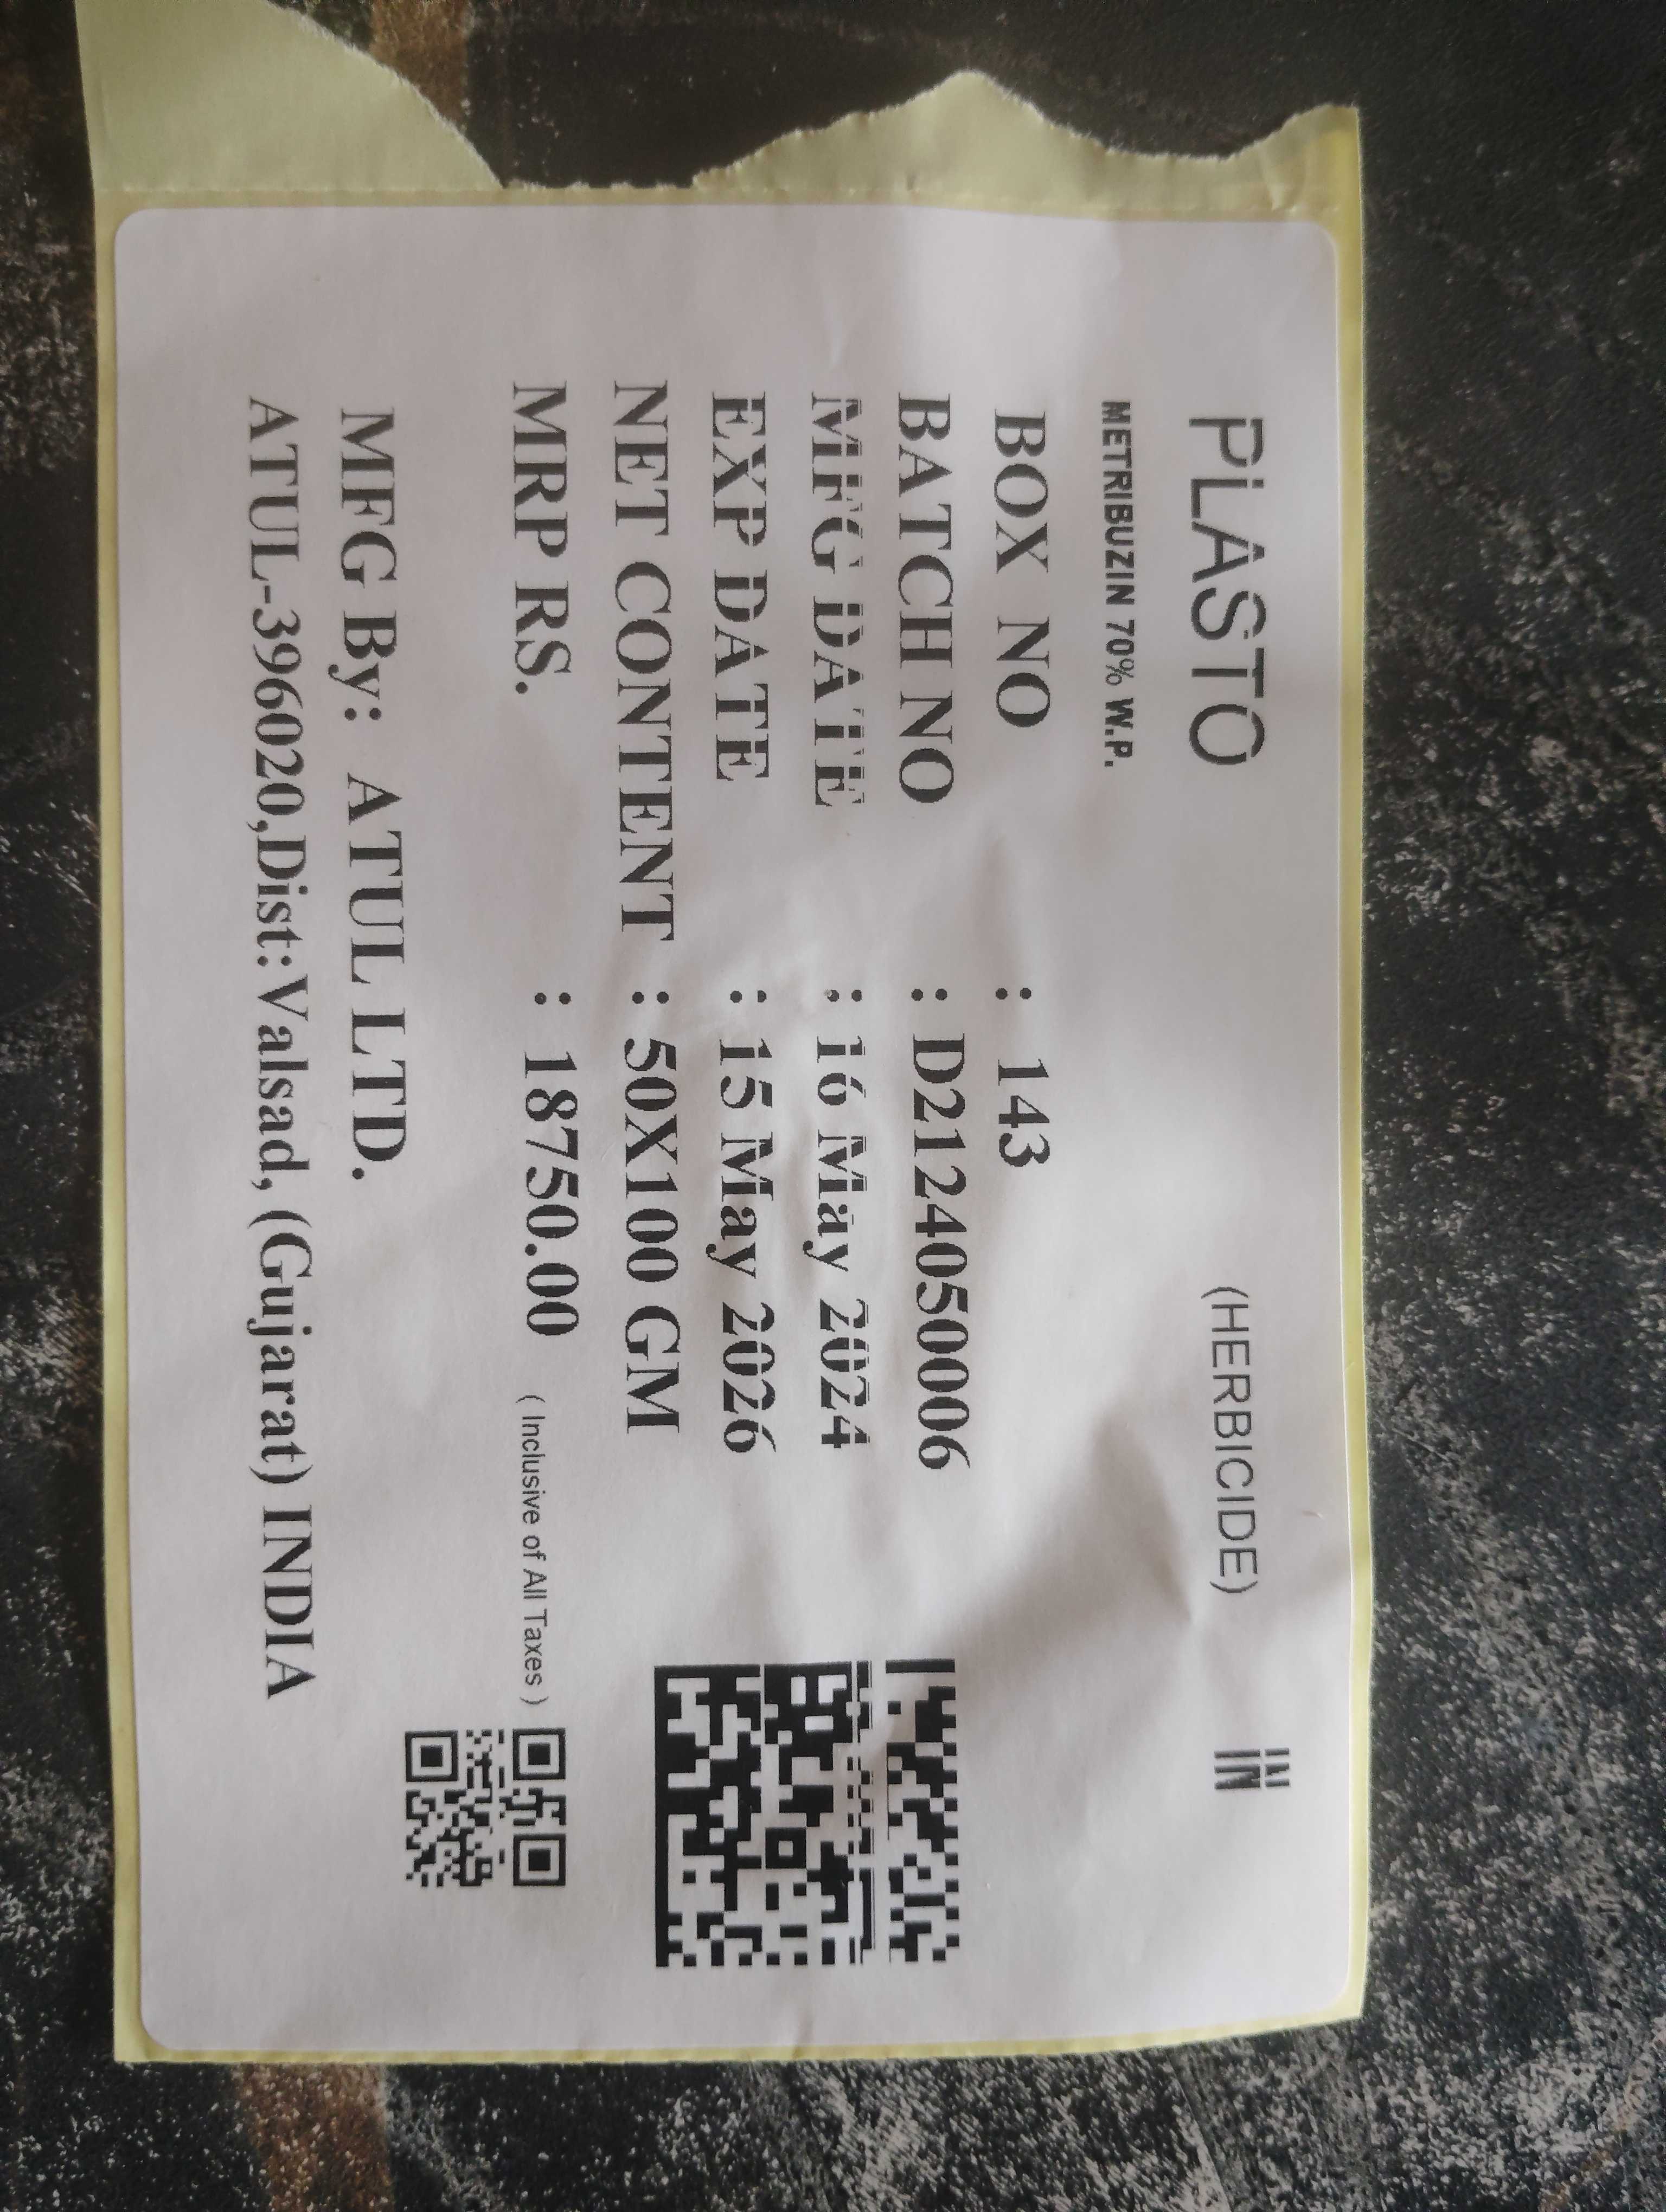 PLASTO (HERBICIDE) IN
METRIBUZIN 70% W.P.
BOX NO : 143
BATCH NO : D2124050006
MFG DATE : 16 May 2024
EXP DATE : 15 May 2026
NET CONTENT : 50X100 GM
MRP RS. : 18750.00 ( Inclusive of All Taxes )
MFG By: ATUL LTD.
ATUL-396020,Dist:Valsad, (Gujarat) INDIA